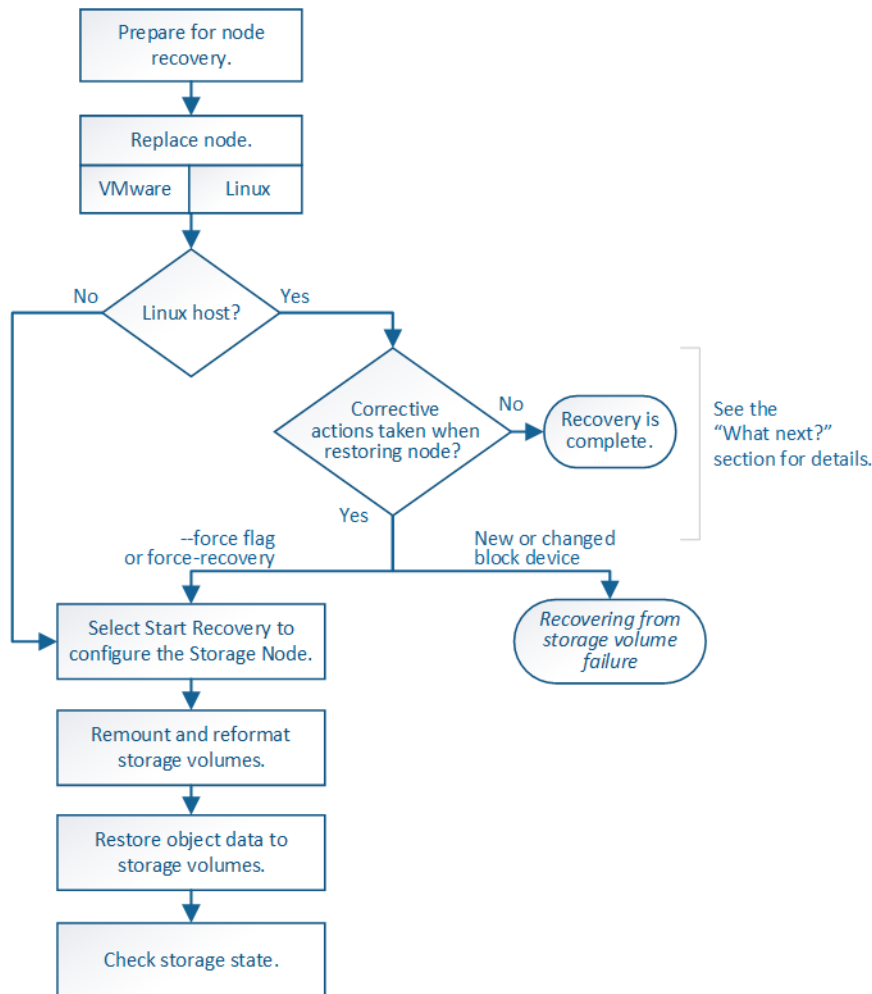 Prepare for node
recovery.
Replace node.
VMware
Linux
Linux host?
No
Yes
Corrective
actions taken when
restoring node?
No
Recovery is
complete.
See the
“What next?”
section for details.
Yes
--force flag
or force-recovery
New or changed
block device
Select Start Recovery to
configure the Storage Node.
Recovering from
storage volume
failure
Remount and reformat
storage volumes.
Restore object data to
storage volumes.
Check storage state.